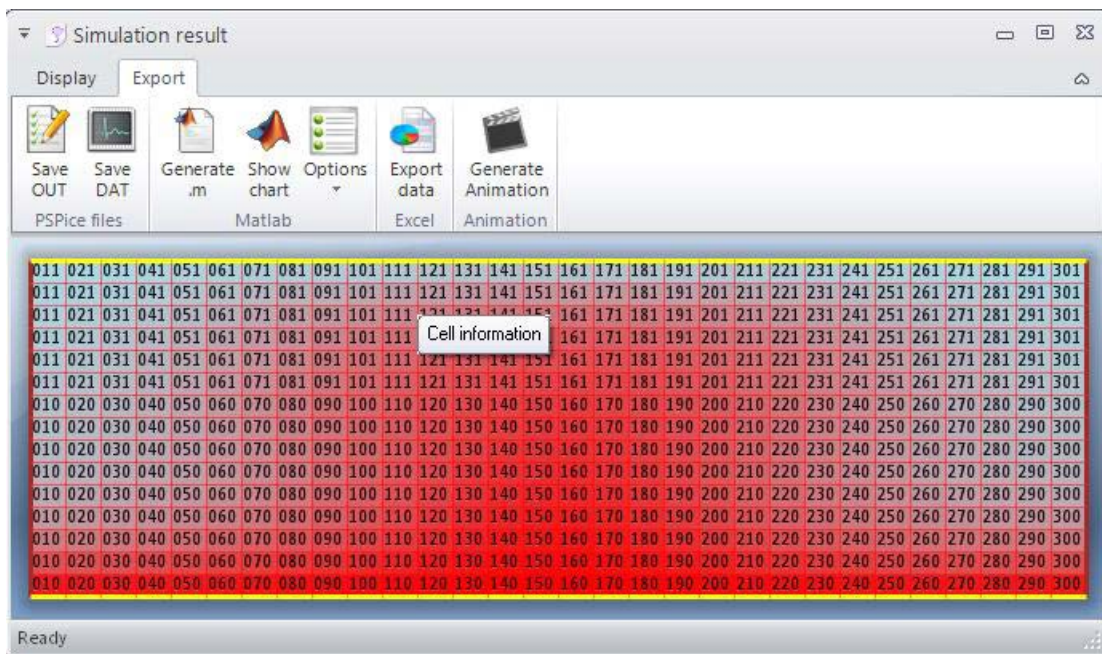 Simulation result
Display Export
Save OUT Save DAT Generate .m Show chart Options Export data Generate Animation
PSPice files Matlab Excel Animation
011 021 031 041 051 061 071 081 091 101 111 121 131 141 151 161 171 181 191 201 211 221 231 241 251 261 271 281 291 301
011 021 031 041 051 061 071 081 091 101 111 121 131 141 151 161 171 181 191 201 211 221 231 241 251 261 271 281 291 301
011 021 031 041 051 061 071 081 091 101 111 161 171 181 191 201 211 221 231 241 251 261 271 281 291 301
011 021 031 041 051 061 071 081 091 101 111 Cell information 161 171 181 191 201 211 221 231 241 251 261 271 281 291 301
011 021 031 041 051 061 071 081 091 101 111 121 131 141 151 161 171 181 191 201 211 221 231 241 251 261 271 281 291 301
011 021 031 041 051 061 071 081 091 101 111 121 131 141 151 161 171 181 191 201 211 221 231 241 251 261 271 281 291 301
010 020 030 040 050 060 070 080 090 100 110 120 130 140 150 160 170 180 190 200 210 220 230 240 250 260 270 280 290 300
010 020 030 040 050 060 070 080 090 100 110 120 130 140 150 160 170 180 190 200 210 220 230 240 250 260 270 280 290 300
010 020 030 040 050 060 070 080 090 100 110 120 130 140 150 160 170 180 190 200 210 220 230 240 250 260 270 280 290 300
010 020 030 040 050 060 070 080 090 100 110 120 130 140 150 160 170 180 190 200 210 220 230 240 250 260 270 280 290 300
010 020 030 040 050 060 070 080 090 100 110 120 130 140 150 160 170 180 190 200 210 220 230 240 250 260 270 280 290 300
010 020 030 040 050 060 070 080 090 100 110 120 130 140 150 160 170 180 190 200 210 220 230 240 250 260 270 280 290 300
010 020 030 040 050 060 070 080 090 100 110 120 130 140 150 160 170 180 190 200 210 220 230 240 250 260 270 280 290 300
010 020 030 040 050 060 070 080 090 100 110 120 130 140 150 160 170 180 190 200 210 220 230 240 250 260 270 280 290 300
010 020 030 040 050 060 070 080 090 100 110 120 130 140 150 160 170 180 190 200 210 220 230 240 250 260 270 280 290 300
Ready